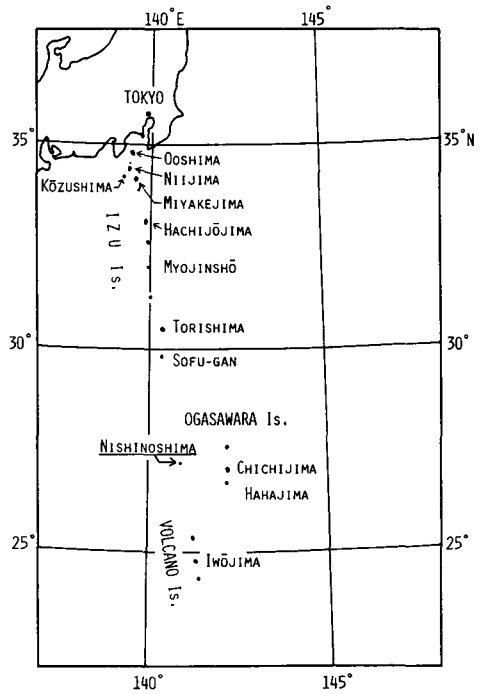 140°E
145°
TOKYO
35°
35°N
OOSHIMA
NIIJIMA
KŌZUSHIMA
MIYAKEJIMA
IZU Is.
HACHIJŌJIMA
MYOJINSHŌ
TORISHIMA
30°
30°
SOFU-GAN
OGASAWARA Is.
NISHINOSHIMA
CHICHIJIMA
HAHAJIMA
25°
25°
VOLCANO Is.
IWŌJIMA
140°
145°